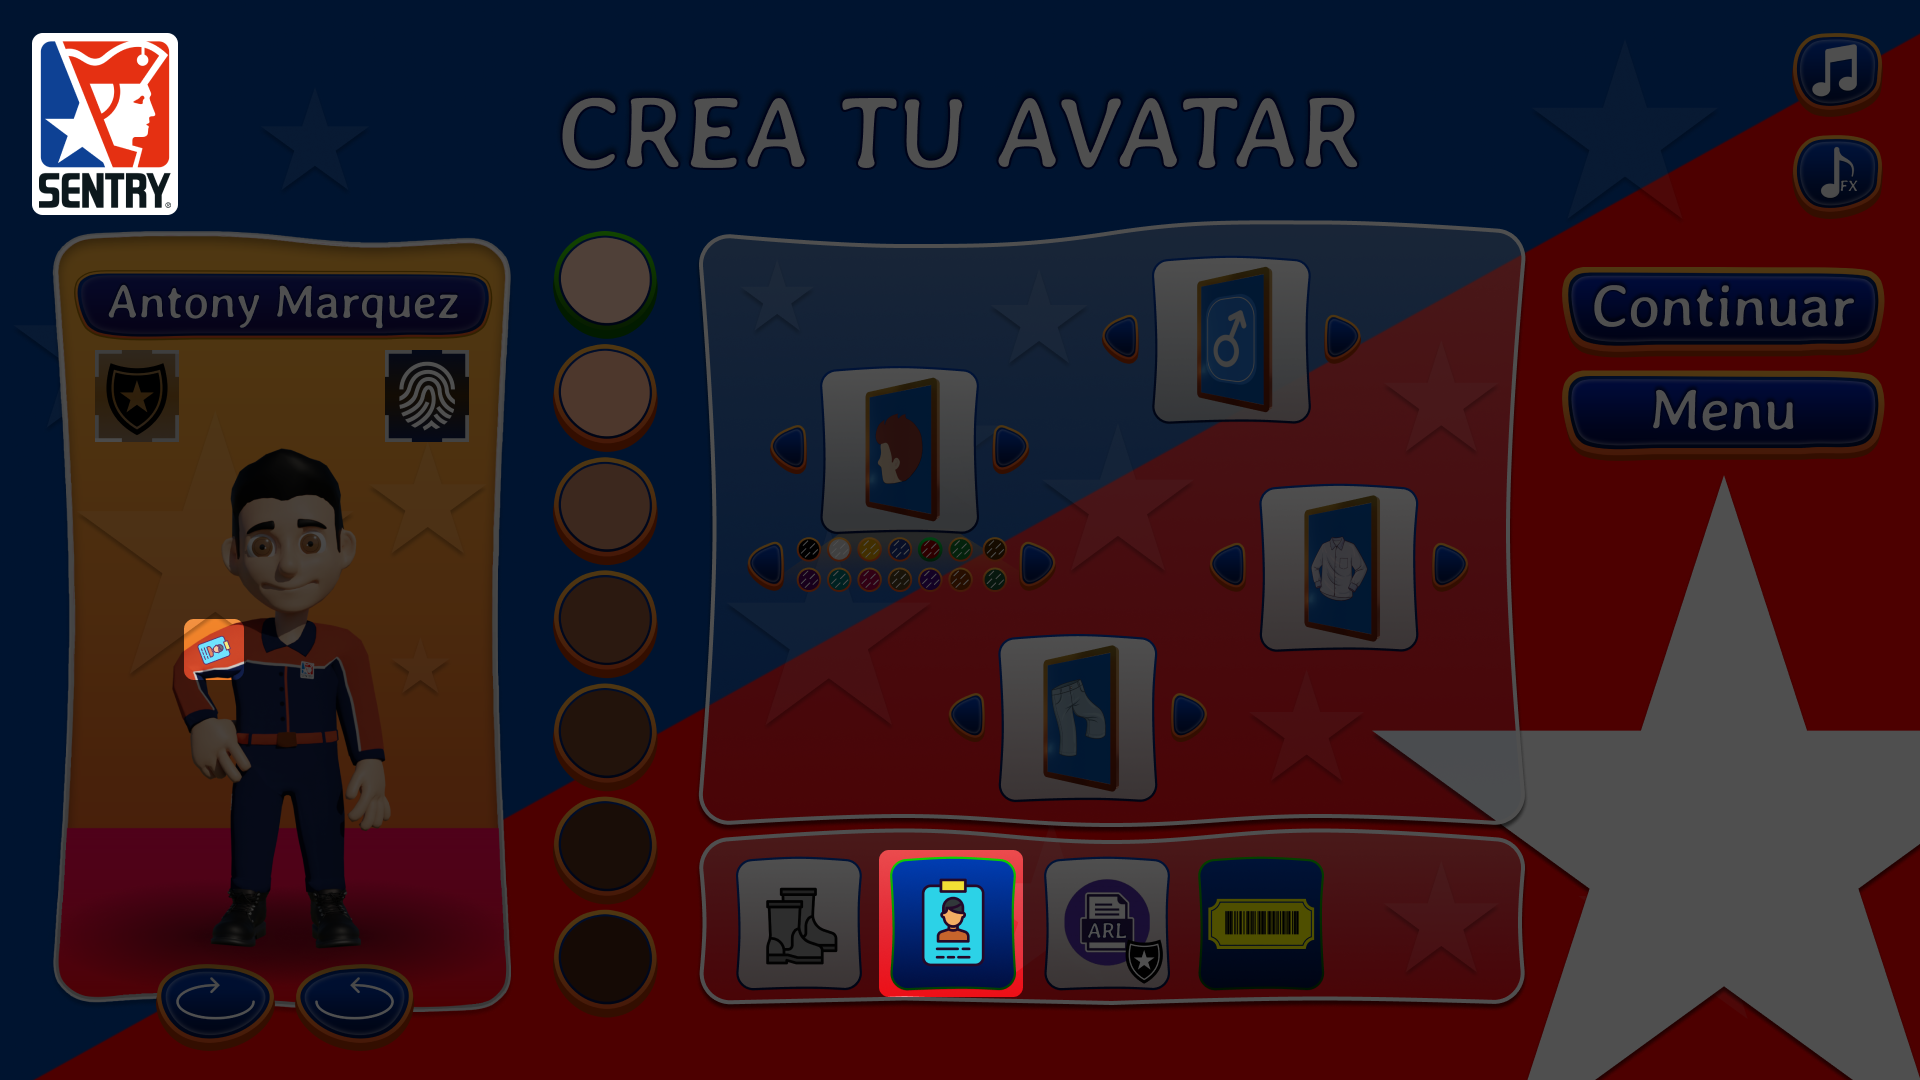 SENTRY®
CREA TU AVATAR
FX
Antony Marquez
Continuar
Menu
ARL